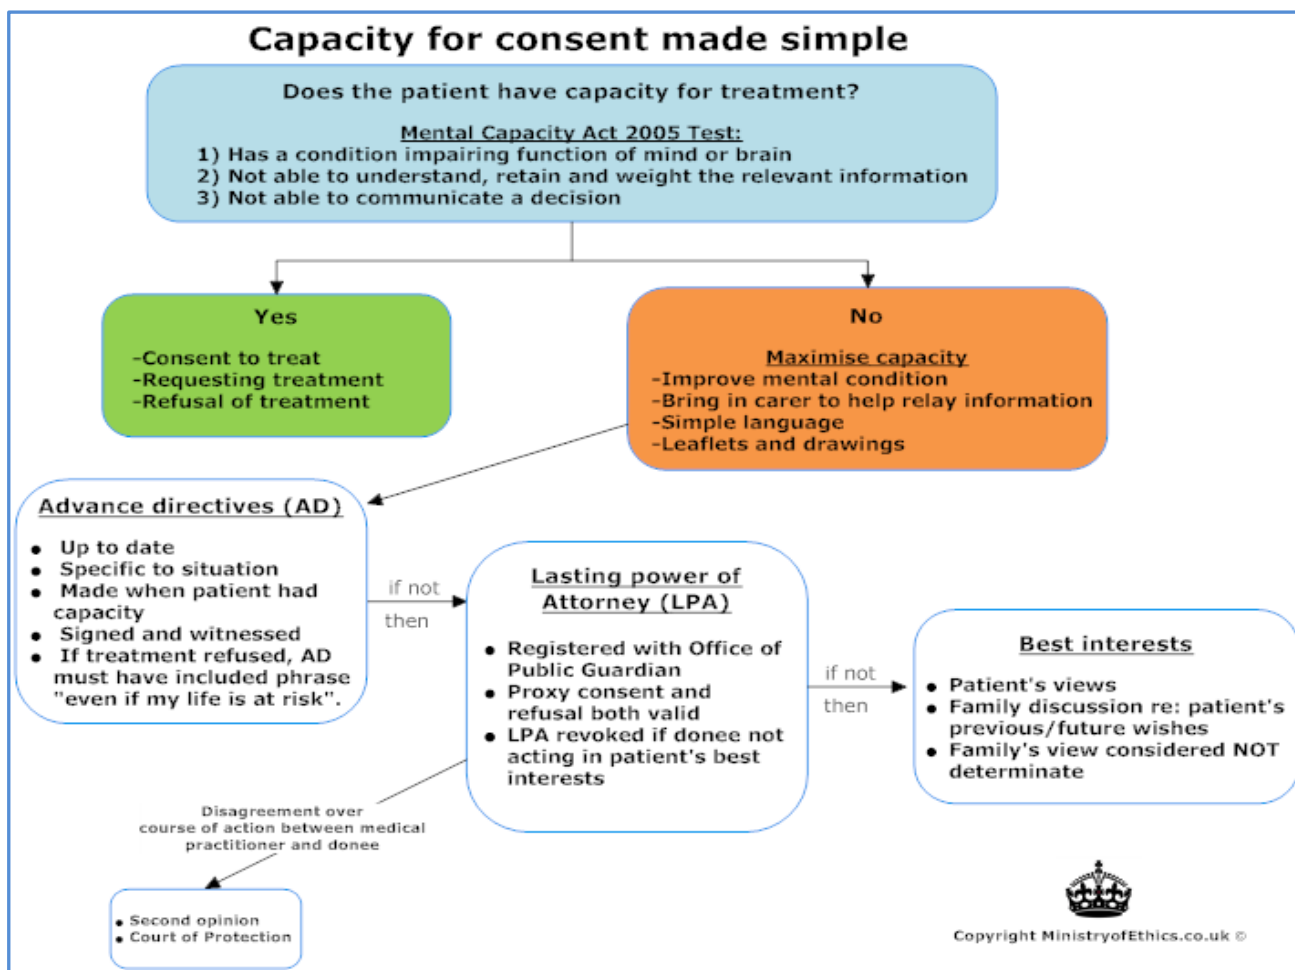 Capacity for consent made simple
Does the patient have capacity for treatment?
Mental Capacity Act 2005 Test:
1) Has a condition impairing function of mind or brain
2) Not able to understand, retain and weight the relevant information
3) Not able to communicate a decision
Yes
-Consent to treat
-Requesting treatment
-Refusal of treatment
No
Maximise capacity
-Improve mental condition
-Bring in carer to help relay information
-Simple language
-Leaflets and drawings
Advance directives (AD)
● Up to date
● Specific to situation
● Made when patient had
capacity
● Signed and witnessed
● If treatment refused, AD
must have included phrase
"even if my life is at risk".
if not
then
Lasting power of
Attorney (LPA)
● Registered with Office of
Public Guardian
● Proxy consent and
refusal both valid
● LPA revoked if donee not
acting in patient's best
interests
if not
then
Best interests
● Patient's views
● Family discussion re: patient's
previous/future wishes
● Family's view considered NOT
determinate
Disagreement over
course of action between medical
practitioner and donee
● Second opinion
● Court of Protection
Copyright MinistryofEthics.co.uk ©